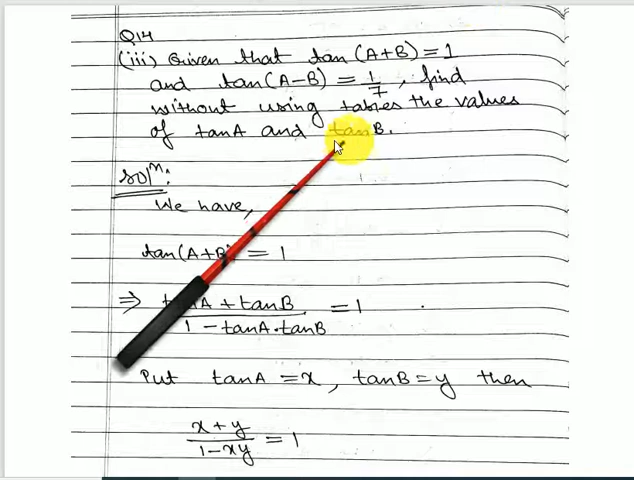 Q14
(iii) Given that tan (A+B) = 1
and tan(A-B) = 1/7, find
without using tables the values
of tanA and tanB.
Solⁿ:
We have,
tan(A+B) = 1
⇒ tanA + tanB / 1 - tanA.tanB = 1
Put tanA = x, tanB = y then
x + y / 1 - xy = 1